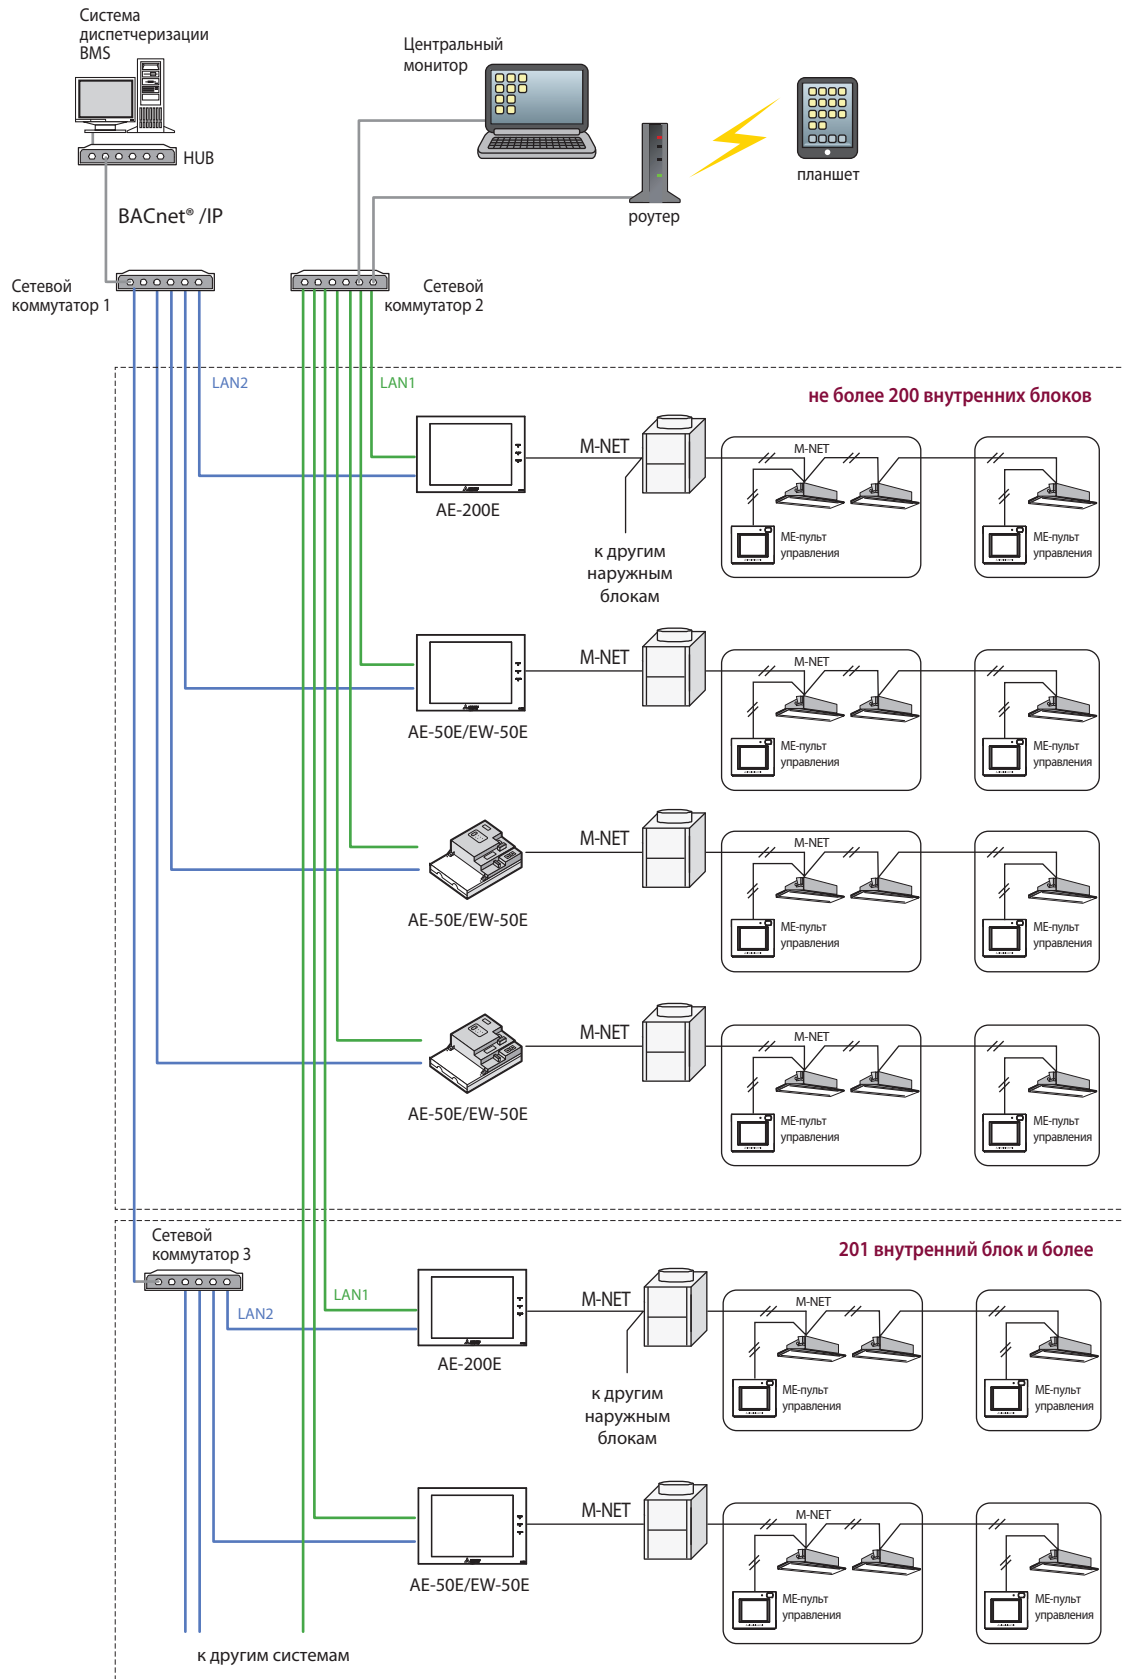 Система
диспетчеризации
BMS
HUB
BACnet® /IP
Центральный
монитор
роутер
планшет
Сетевой
коммутатор 1
Сетевой
коммутатор 2
LAN2
LAN1
не более 200 внутренних блоков
M-NET
M-NET
AE-200E
к другим
наружным
блокам
ME-пульт
управления
ME-пульт
управления
M-NET
M-NET
AE-50E/EW-50E
ME-пульт
управления
ME-пульт
управления
M-NET
M-NET
AE-50E/EW-50E
ME-пульт
управления
ME-пульт
управления
M-NET
M-NET
AE-50E/EW-50E
ME-пульт
управления
ME-пульт
управления
Сетевой
коммутатор 3
201 внутренний блок и более
LAN1
LAN2
M-NET
M-NET
AE-200E
к другим
наружным
блокам
ME-пульт
управления
ME-пульт
управления
M-NET
M-NET
AE-50E/EW-50E
ME-пульт
управления
ME-пульт
управления
к другим системам